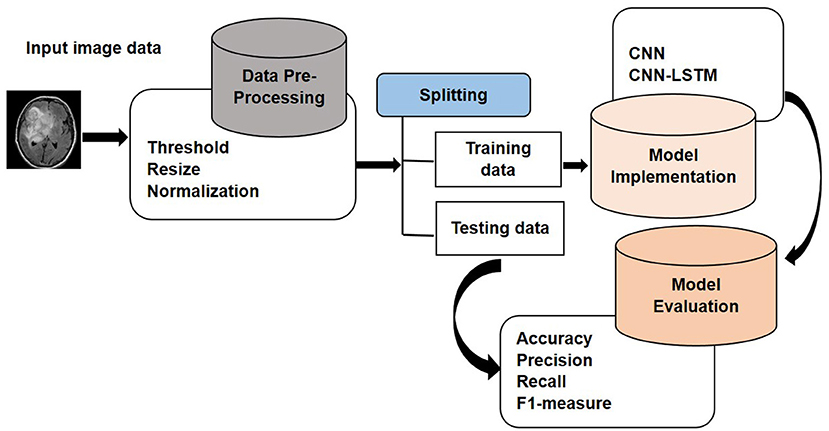 Input image data
Data Pre-
Processing
Threshold
Resize
Normalization
Splitting
Training
data
Testing data
CNN
CNN-LSTM
Model
Implementation
Model
Evaluation
Accuracy
Precision
Recall
F1-measure